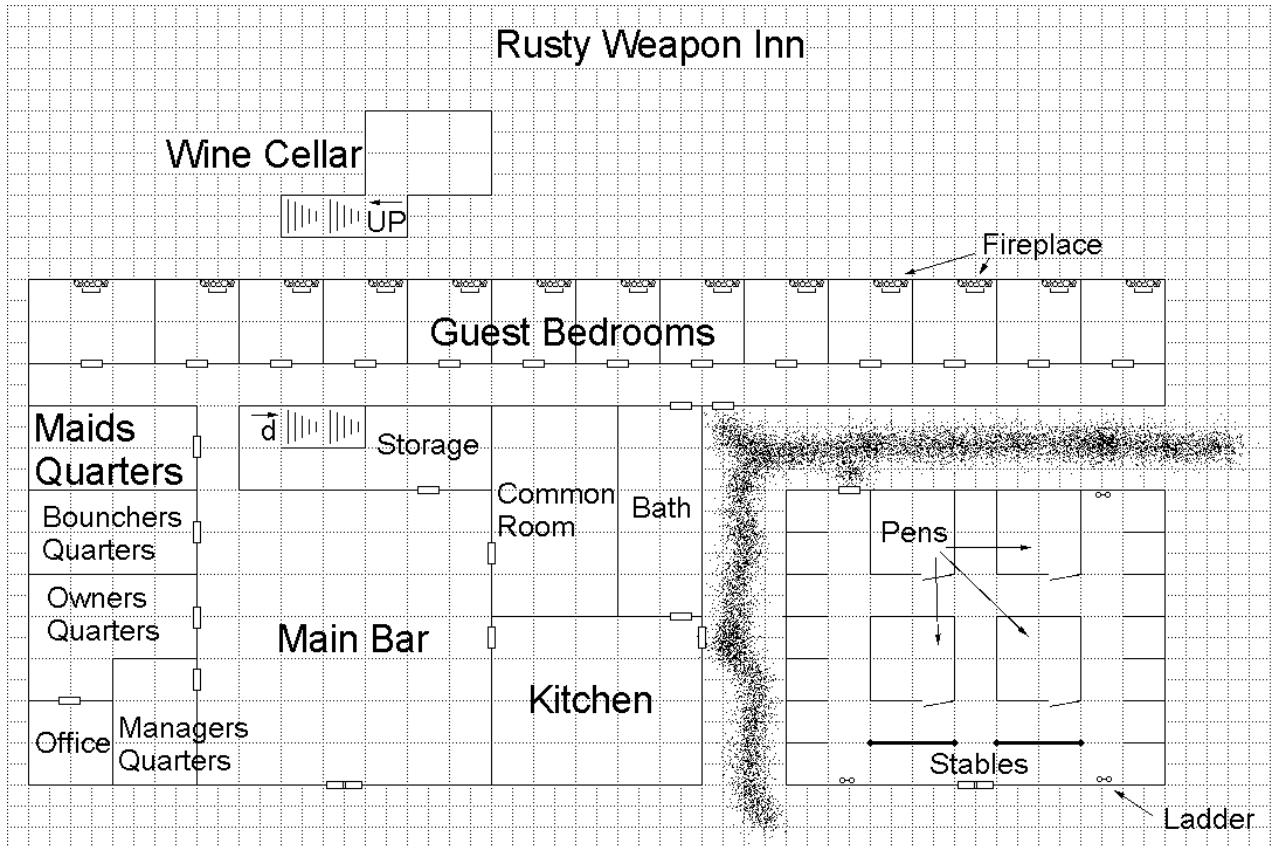 Rusty Weapon Inn
Wine Cellar
UP
Fireplace
Guest Bedrooms
Maids
Quarters
d
Storage
Bounchers
Quarters
Common
Room
Bath
Pens
Owners
Quarters
Main Bar
Kitchen
Office
Managers
Quarters
Stables
Ladder